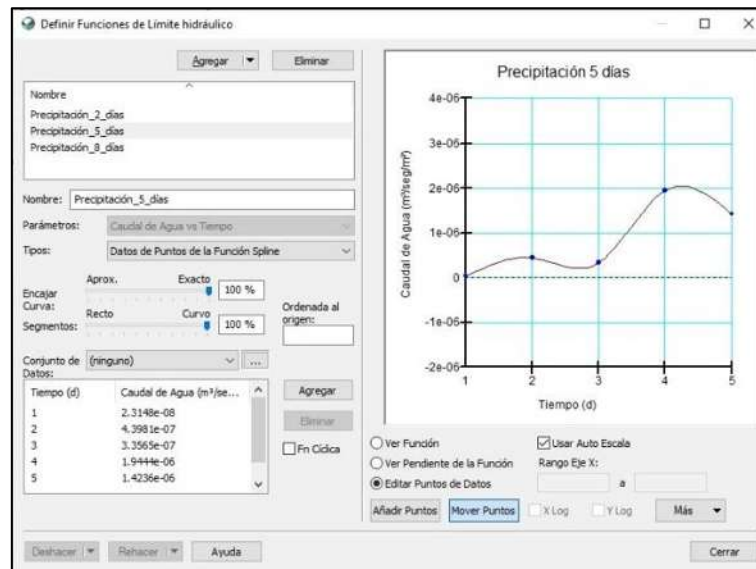 Definir Funciones de Límite hidráulico
Agregar
Eliminar
Nombre
Precipitación_2_días
Precipitación_5_días
Precipitación_8_días
Nombre: Precipitación_5_días
Parámetros: Caudal de Agua vs Tiempo
Tipos: Datos de Puntos de la Función Spline
Aprox. Exacto
Encajar Curva: 100 %
Recto Curvo
Segmentos: 100 %
Ordenada al origen:
Conjunto de Datos: (ninguno) ...
Tiempo (d) Caudal de Agua (m³/se...
1 2.3148e-08
2 4.3981e-07
3 3.3565e-07
4 1.9444e-06
5 1.4236e-06
Agregar
Eliminar
Fn Cíclica
Deshacer
Rehacer
Ayuda
Precipitación 5 días
Caudal de Agua (m³/seg/m²)
4e-06
3e-06
2e-06
1e-06
0
-1e-06
-2e-06
1 2 3 4 5
Tiempo (d)
Ver Función
Usar Auto Escala
Ver Pendiente de la Función
Rango Eje X:
Editar Puntos de Datos
a
Añadir Puntos
Mover Puntos
X Log
Y Log
Más
Cerrar